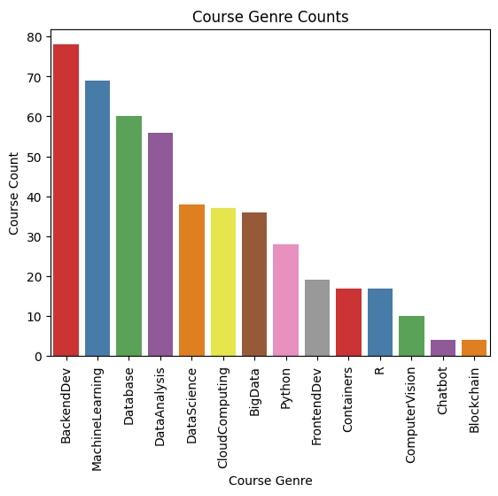 Course Genre Counts
Course Count
80
70
60
50
40
30
20
10
0
BackendDev
MachineLearning
Database
DataAnalysis
DataScience
CloudComputing
BigData
Python
FrontendDev
Containers
R
ComputerVision
Chatbot
Blockchain
Course Genre